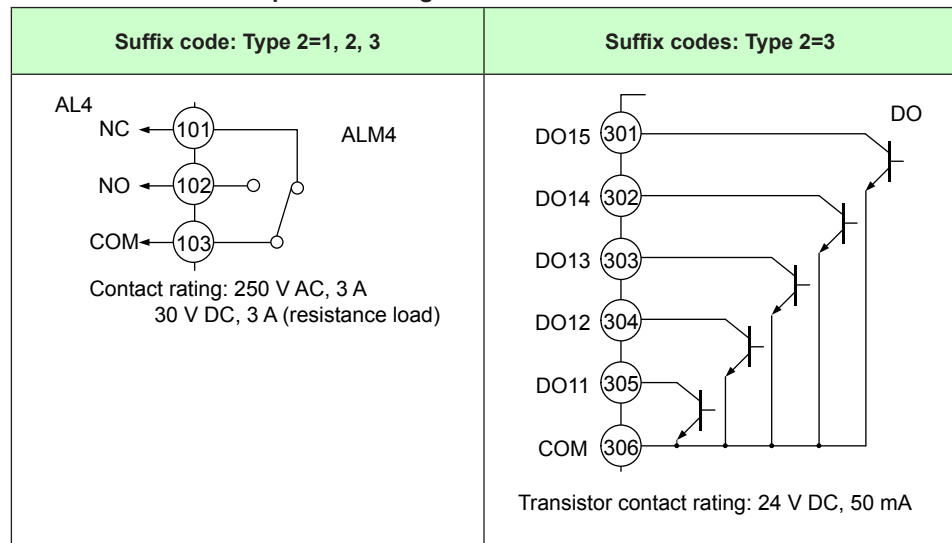 Suffix code: Type 2=1, 2, 3
AL4
NC 101
ALM4
NO 102
COM 103
Contact rating: 250 V AC, 3 A
30 V DC, 3 A (resistance load)
Suffix codes: Type 2=3
DO
DO15 301
DO14 302
DO13 303
DO12 304
DO11 305
COM 306
Transistor contact rating: 24 V DC, 50 mA